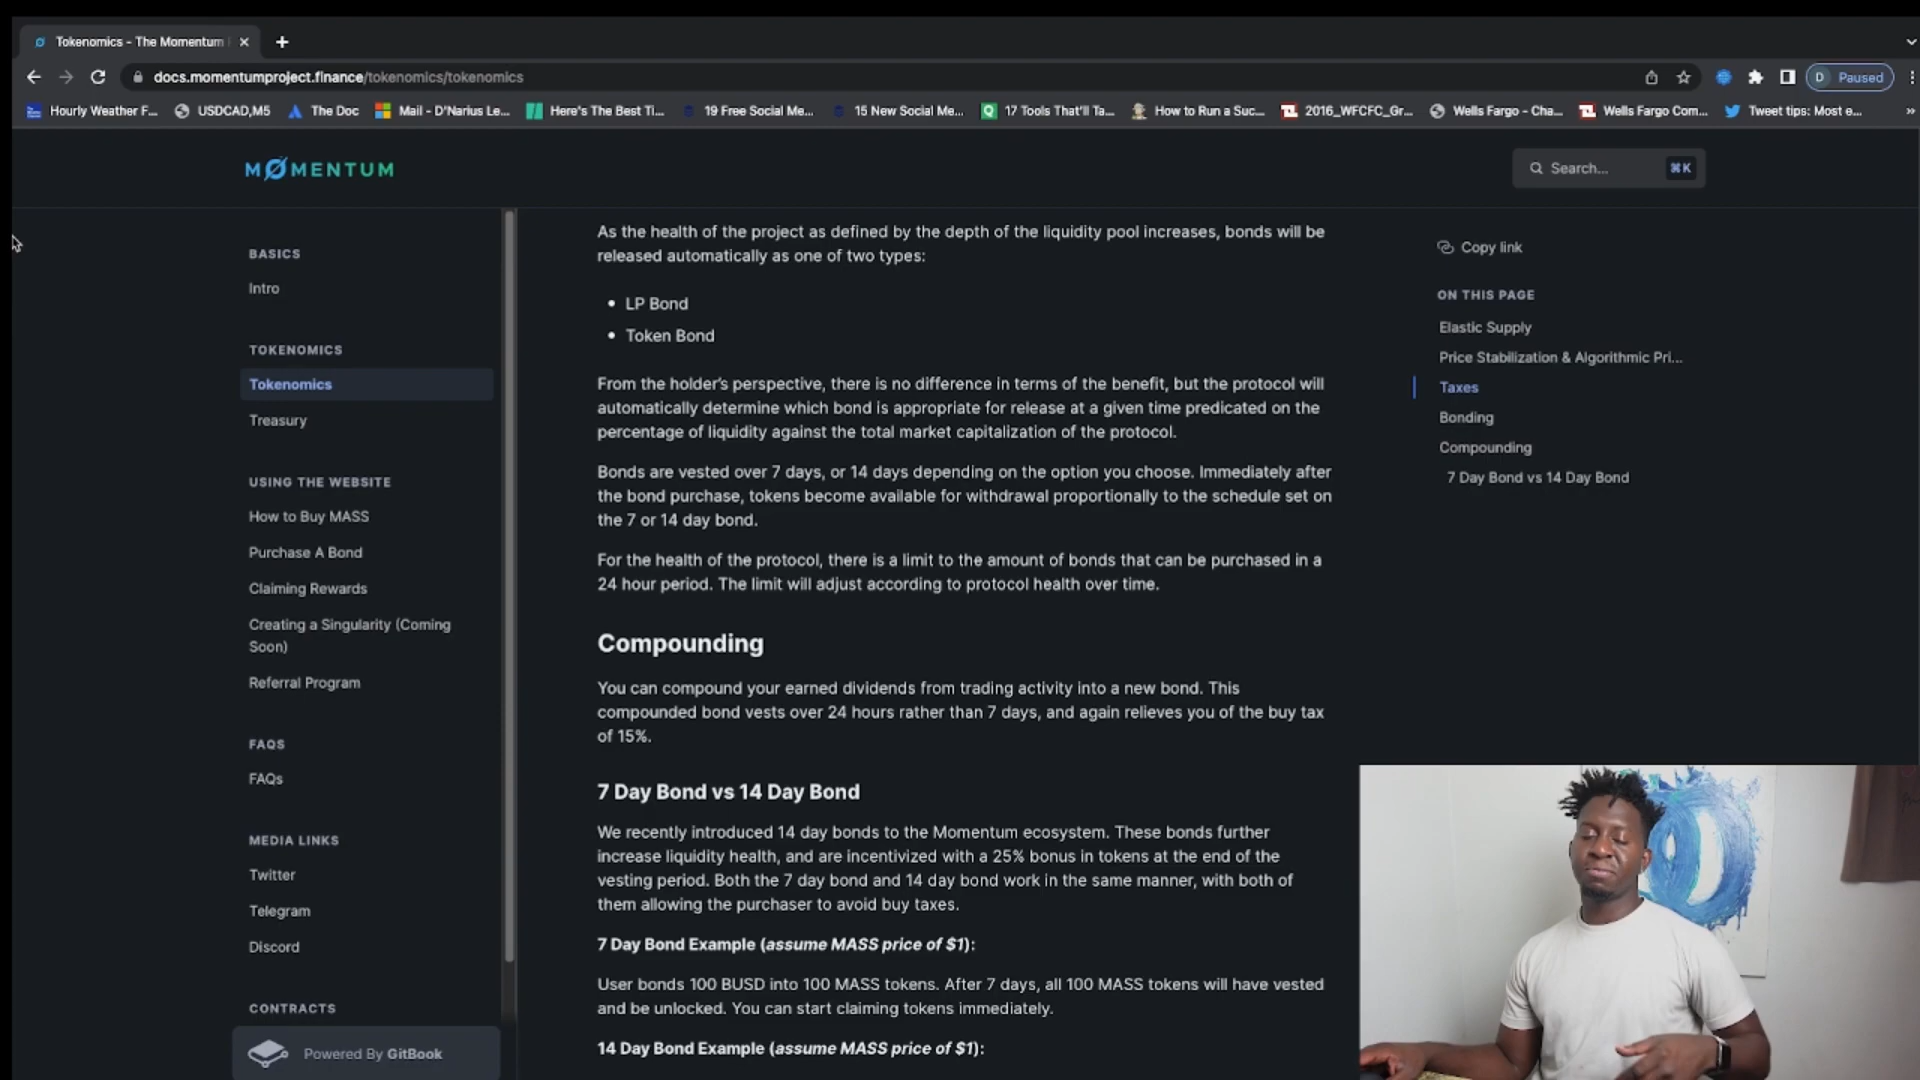 Tokenomics - The Momentum
docs.momentumproject.finance/tokenomics/tokenomics
D Paused
Hourly Weather F...
USDCAD,M5
The Doc
Mail - D'Narius Le...
Here's The Best Ti...
19 Free Social Me...
15 New Social Me...
17 Tools That'll Ta...
How to Run a Suc...
2016_WFCFC_Gr...
Wells Fargo - Cha...
Wells Fargo Com...
Tweet tips: Most e...
»
MØMENTUM
Search...
⌘K
BASICS
Intro
TOKENOMICS
Tokenomics
Treasury
USING THE WEBSITE
How to Buy MASS
Purchase A Bond
Claiming Rewards
Creating a Singularity (Coming
Soon)
Referral Program
FAQS
FAQs
MEDIA LINKS
Twitter
Telegram
Discord
CONTRACTS
Powered By GitBook
As the health of the project as defined by the depth of the liquidity pool increases, bonds will be
released automatically as one of two types:
• LP Bond
• Token Bond
From the holder's perspective, there is no difference in terms of the benefit, but the protocol will
automatically determine which bond is appropriate for release at a given time predicated on the
percentage of liquidity against the total market capitalization of the protocol.
Bonds are vested over 7 days, or 14 days depending on the option you choose. Immediately after
the bond purchase, tokens become available for withdrawal proportionally to the schedule set on
the 7 or 14 day bond.
For the health of the protocol, there is a limit to the amount of bonds that can be purchased in a
24 hour period. The limit will adjust according to protocol health over time.
Compounding
You can compound your earned dividends from trading activity into a new bond. This
compounded bond vests over 24 hours rather than 7 days, and again relieves you of the buy tax
of 15%.
7 Day Bond vs 14 Day Bond
We recently introduced 14 day bonds to the Momentum ecosystem. These bonds further
increase liquidity health, and are incentivized with a 25% bonus in tokens at the end of the
vesting period. Both the 7 day bond and 14 day bond work in the same manner, with both of
them allowing the purchaser to avoid buy taxes.
7 Day Bond Example (assume MASS price of $1):
User bonds 100 BUSD into 100 MASS tokens. After 7 days, all 100 MASS tokens will have vested
and be unlocked. You can start claiming tokens immediately.
14 Day Bond Example (assume MASS price of $1):
Copy link
ON THIS PAGE
Elastic Supply
Price Stabilization & Algorithmic Pri...
Taxes
Bonding
Compounding
7 Day Bond vs 14 Day Bond